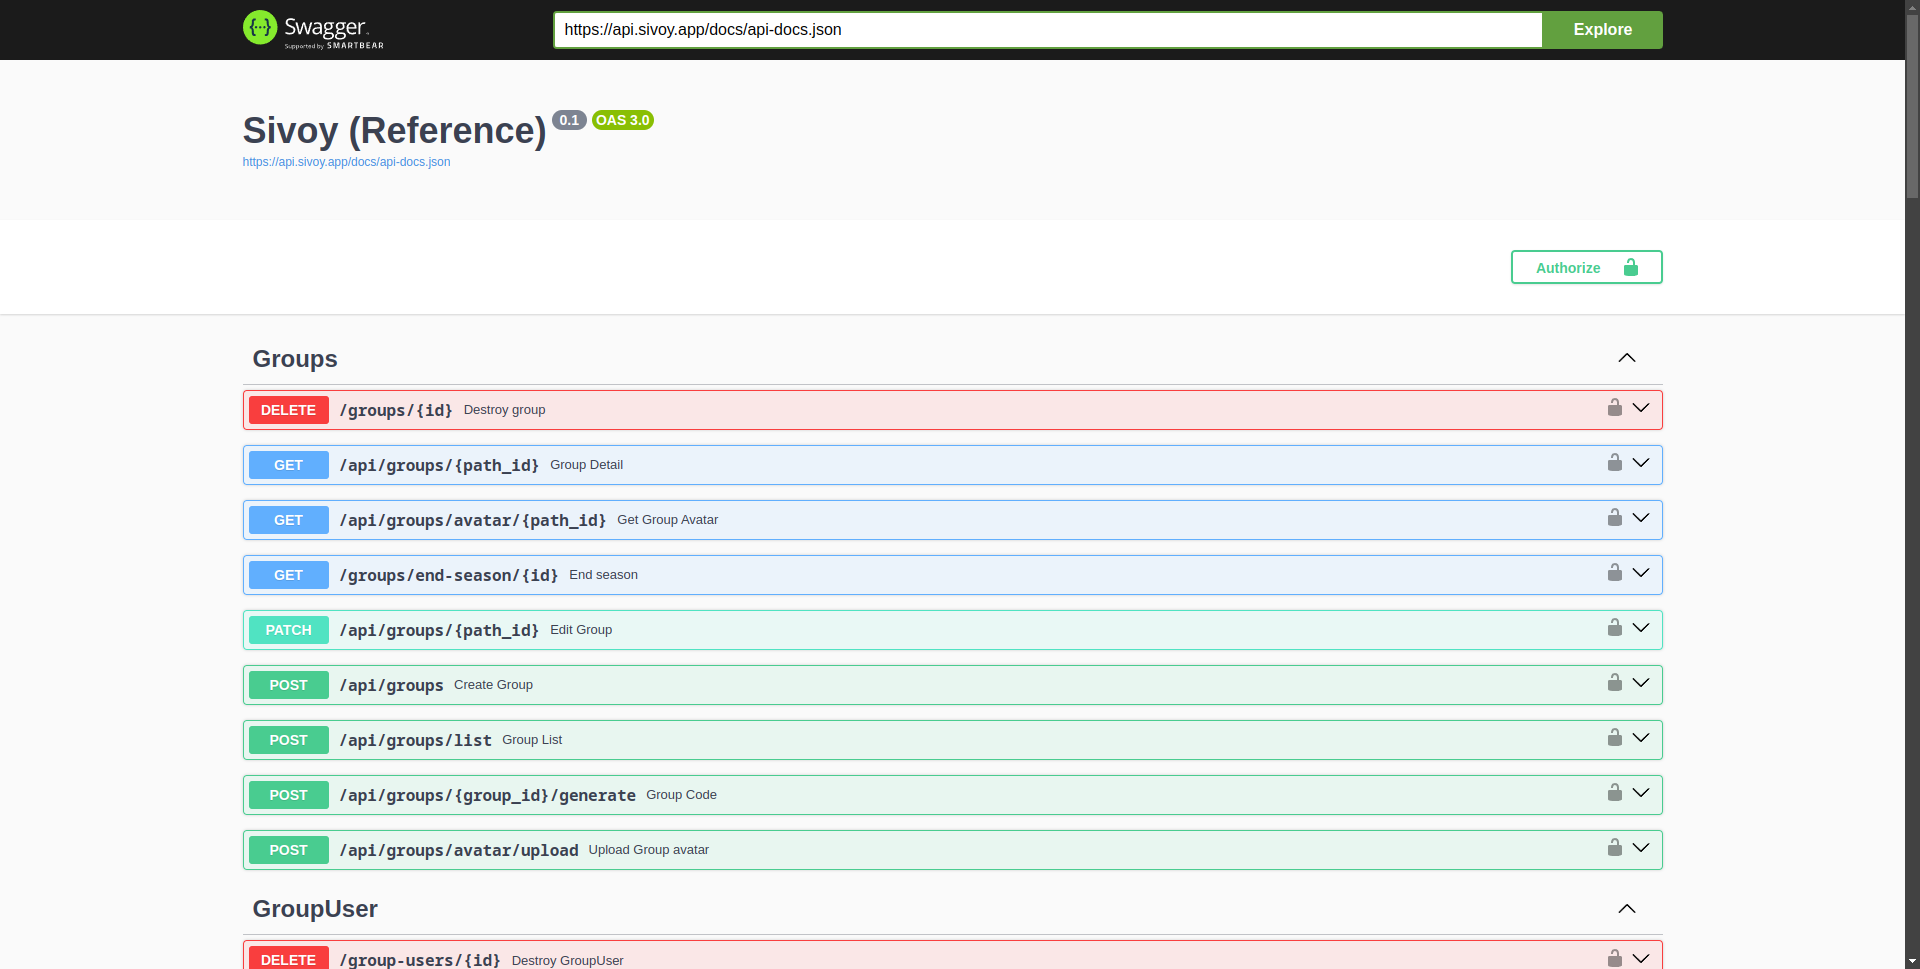 Swagger
Supported by SMARTBEAR
https://api.sivoy.app/docs/api-docs.json
Explore
Sivoy (Reference) 0.1 OAS 3.0
https://api.sivoy.app/docs/api-docs.json
Authorize
Groups
DELETE /groups/{id} Destroy group
GET /api/groups/{path_id} Group Detail
GET /api/groups/avatar/{path_id} Get Group Avatar
GET /groups/end-season/{id} End season
PATCH /api/groups/{path_id} Edit Group
POST /api/groups Create Group
POST /api/groups/list Group List
POST /api/groups/{group_id}/generate Group Code
POST /api/groups/avatar/upload Upload Group avatar
GroupUser
DELETE /group-users/{id} Destroy GroupUser